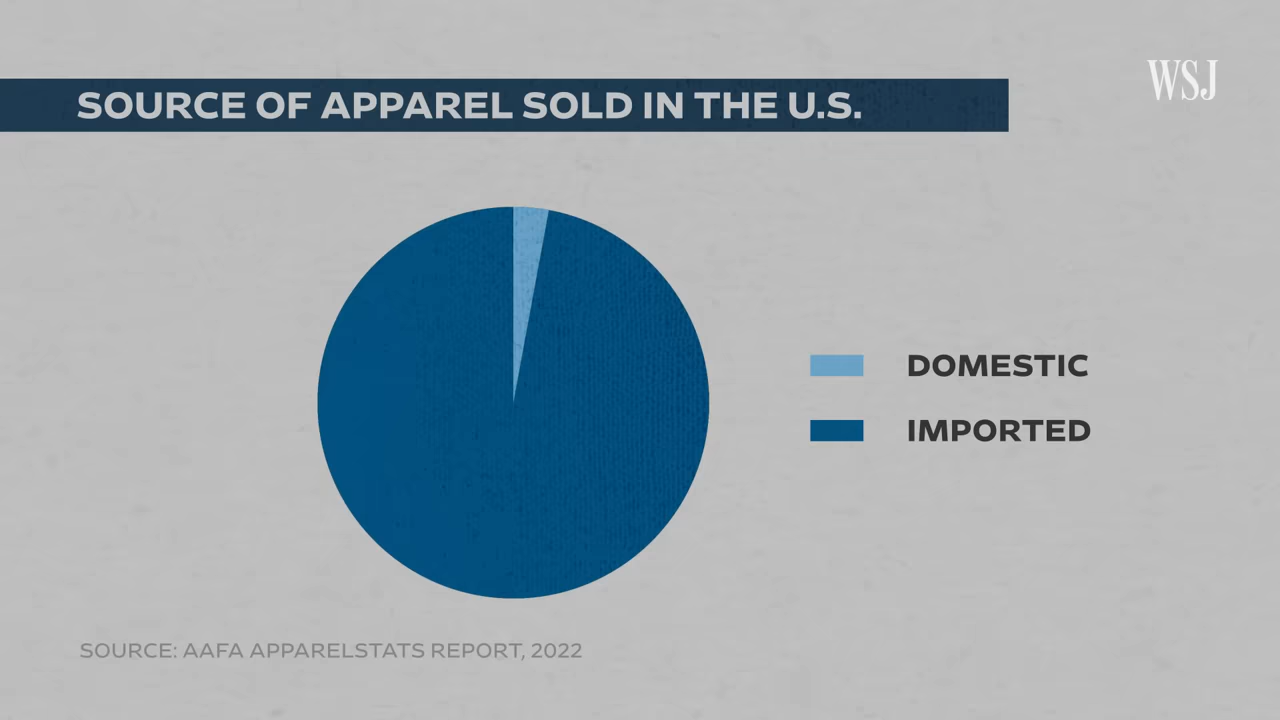 SOURCE OF APPAREL SOLD IN THE U.S.
WSJ
DOMESTIC
IMPORTED
SOURCE: AAFA APPARELSTATS REPORT, 2022